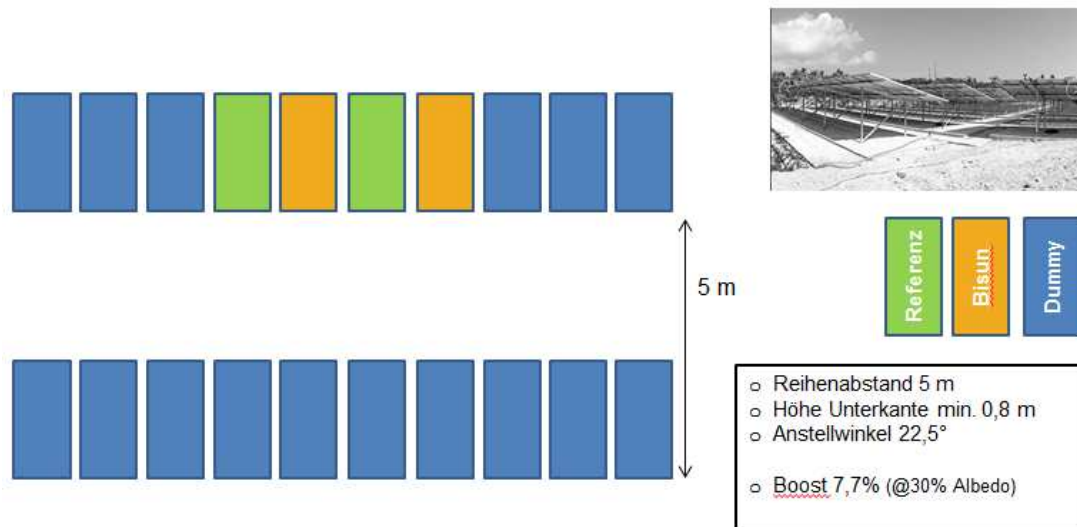 5 m
Referenz
Bisun
Dummy
o Reihenabstand 5 m
o Höhe Unterkante min. 0,8 m
o Anstellwinkel 22,5°
o Boost 7,7% (@30% Albedo)